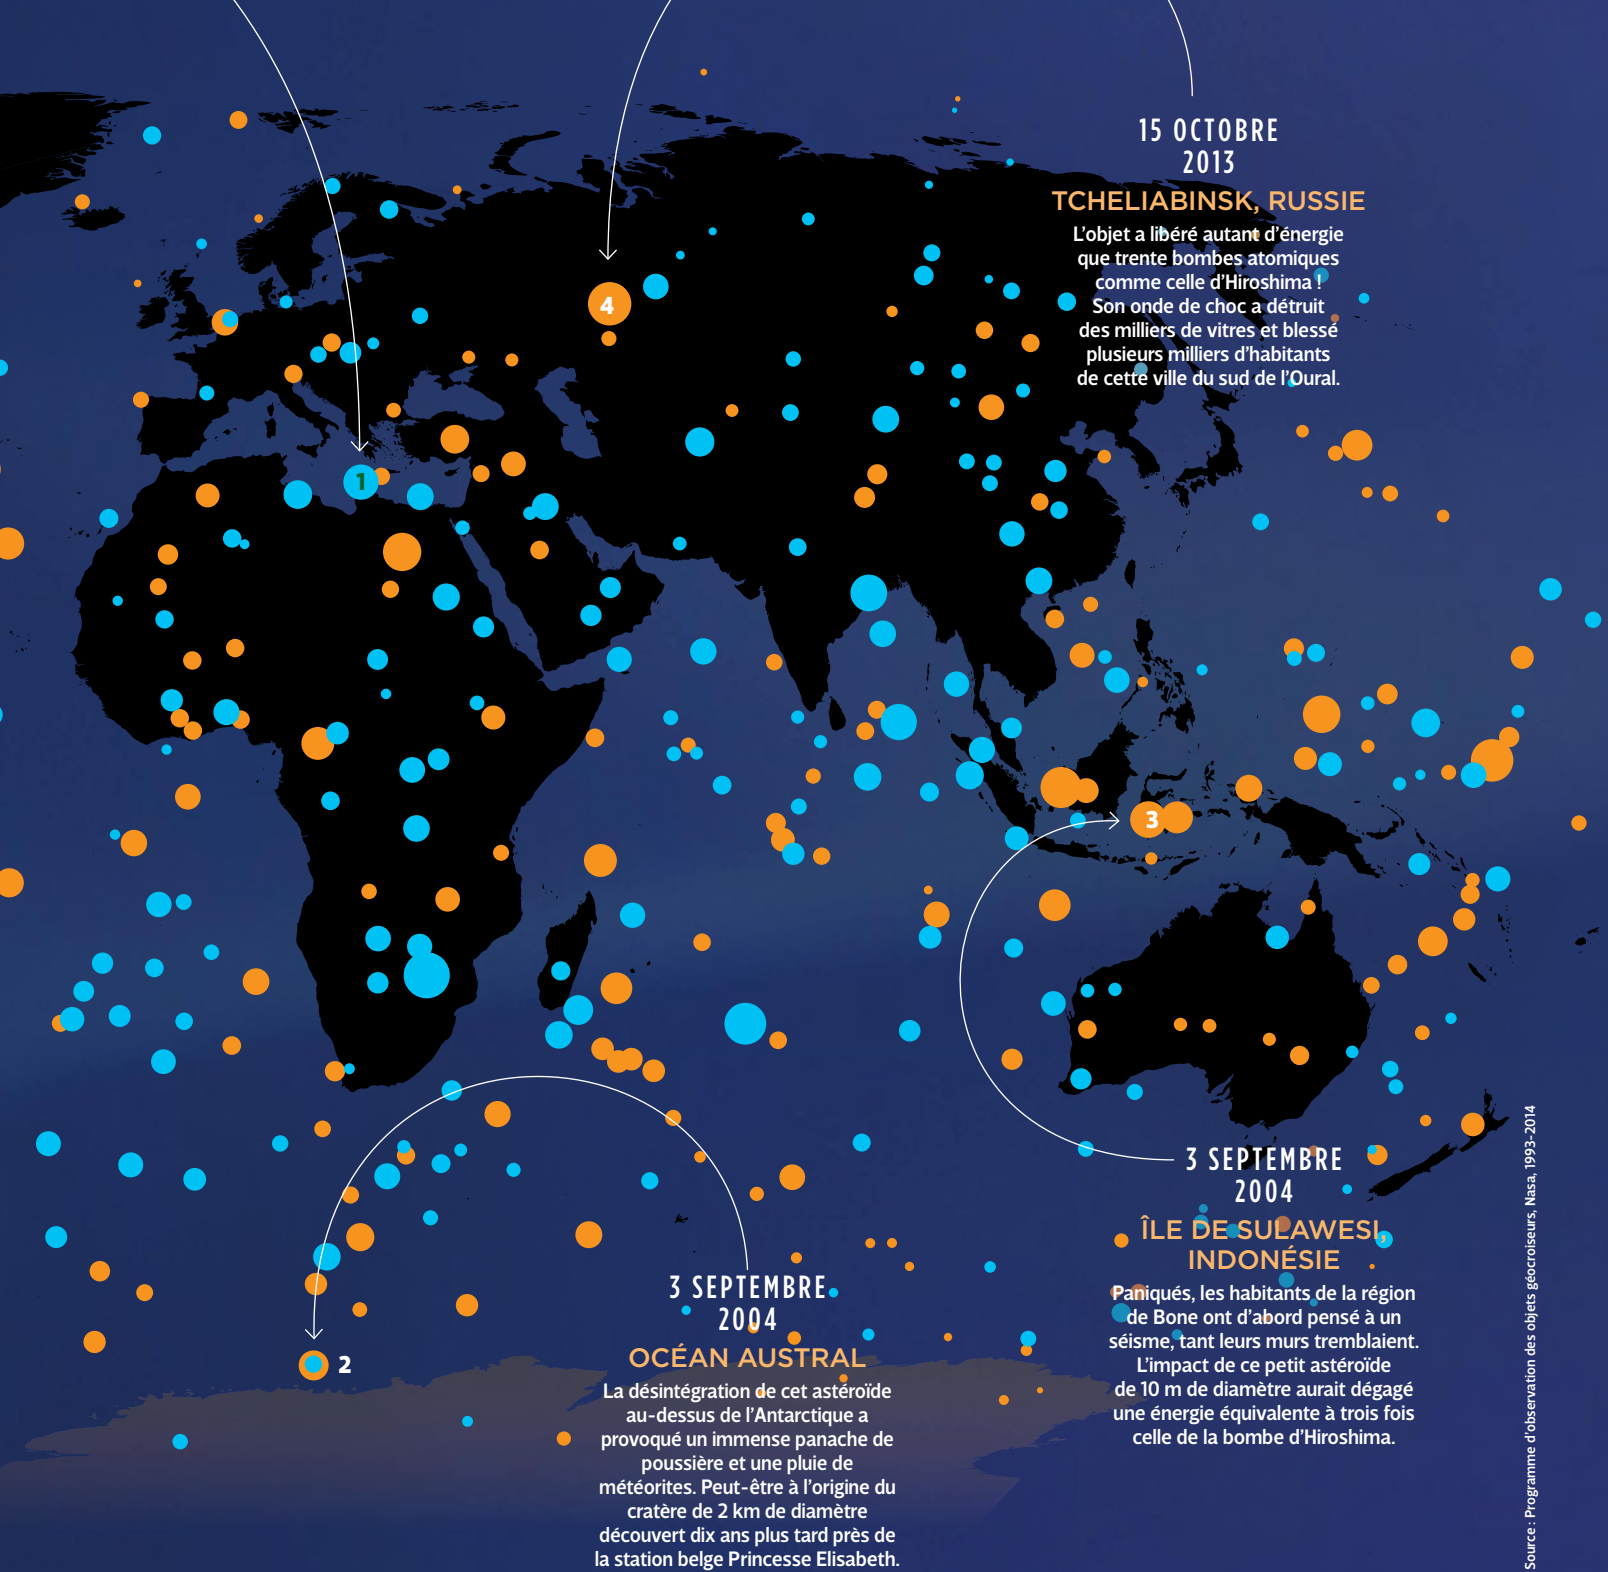 15 OCTOBRE
2013
TCHELIABINSK, RUSSIE
L'objet a libéré autant d'énergie
que trente bombes atomiques
comme celle d'Hiroshima !
Son onde de choc a détruit
des milliers de vitres et blessé
plusieurs milliers d'habitants
de cette ville du sud de l'Oural.
4
1
3
2
3 SEPTEMBRE
2004
ÎLE DE SULAWESI,
INDONÉSIE
Paniqués, les habitants de la région
de Bone ont d'abord pensé à un
séisme, tant leurs murs tremblaient.
L'impact de ce petit astéroïde
de 10 m de diamètre aurait dégagé
une énergie équivalente à trois fois
celle de la bombe d'Hiroshima.
3 SEPTEMBRE
2004
OCÉAN AUSTRAL
La désintégration de cet astéroïde
au-dessus de l'Antarctique a
provoqué un immense panache de
poussière et une pluie de
météorites. Peut-être à l'origine du
cratère de 2 km de diamètre
découvert dix ans plus tard près de
la station belge Princesse Elisabeth.
Source : Programme d'observation des objets géocroiseurs, Nasa, 1993-2014